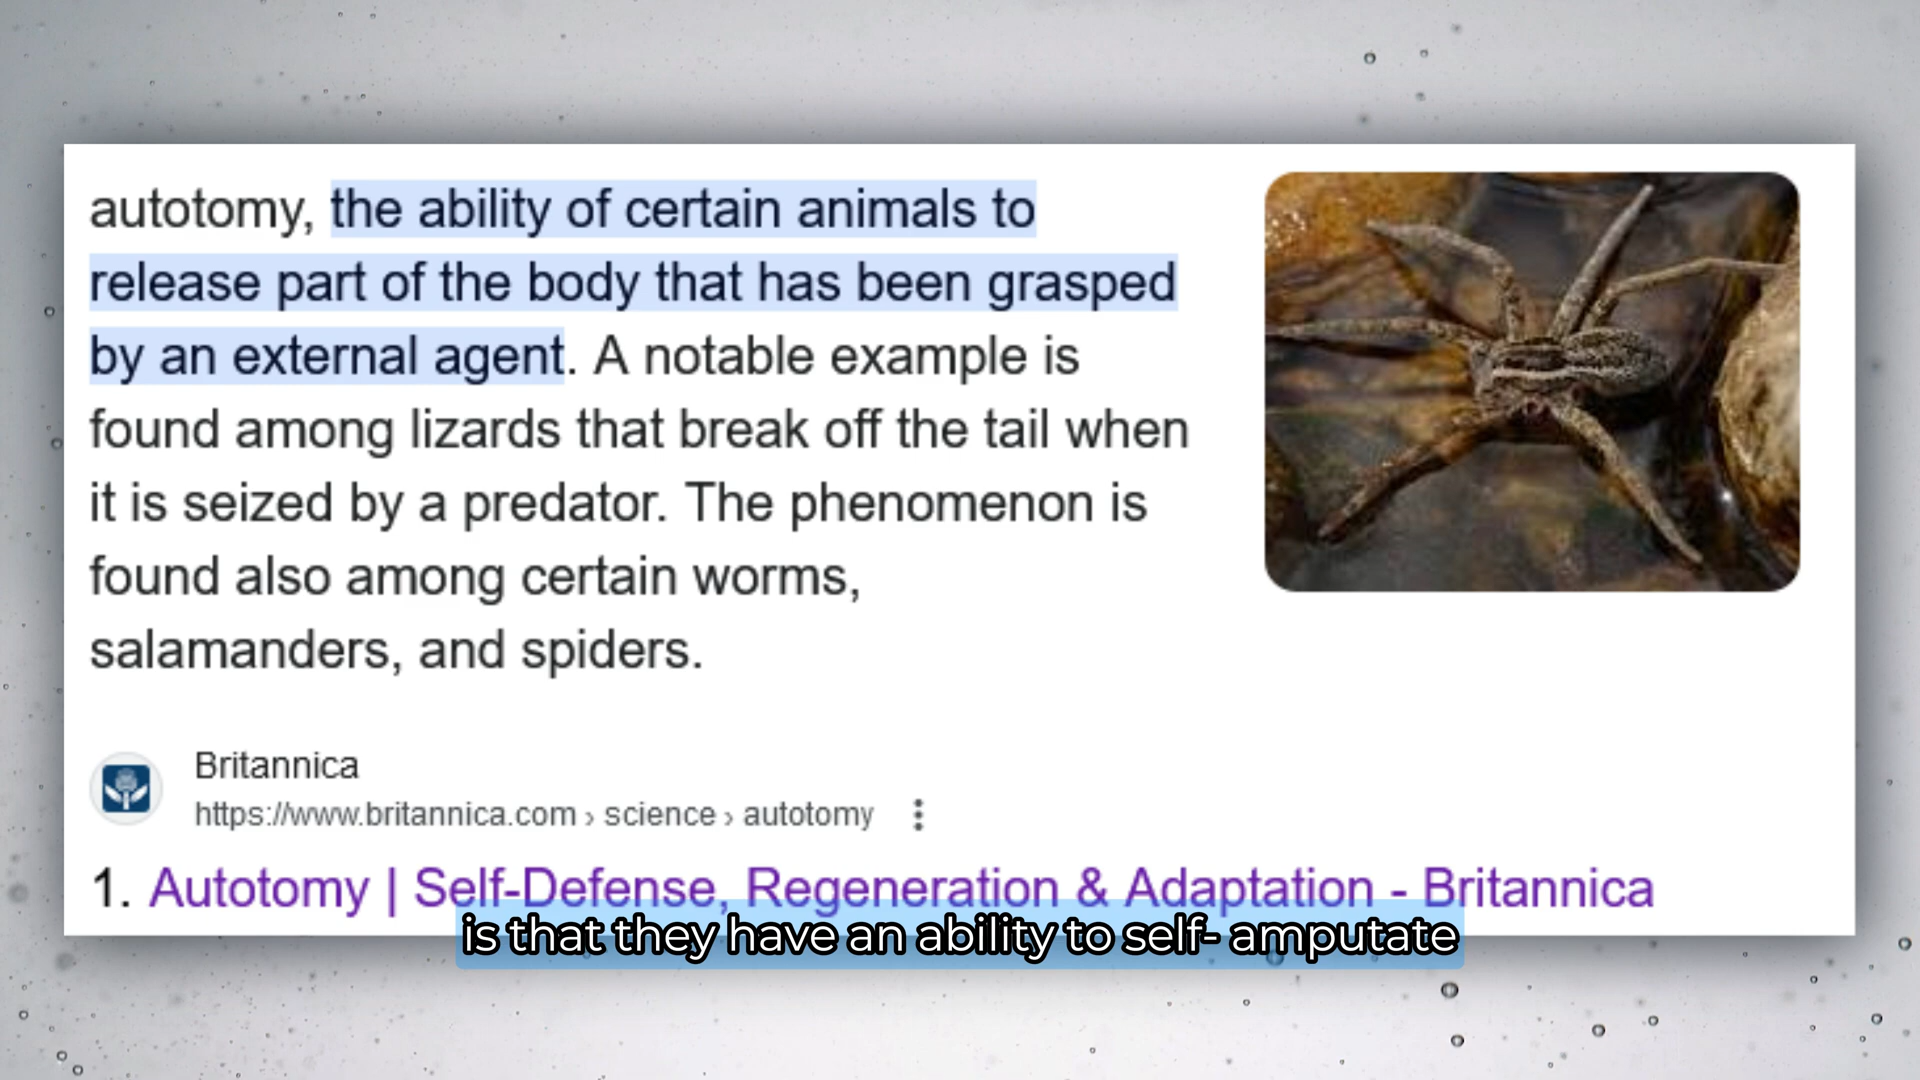 autotomy, the ability of certain animals to
release part of the body that has been grasped
by an external agent. A notable example is
found among lizards that break off the tail when
it is seized by a predator. The phenomenon is
found also among certain worms,
salamanders, and spiders.
Britannica
https://www.britannica.com › science › autotomy
1. Autotomy | Self-Defense, Regeneration & Adaptation - Britannica
is that they have an ability to self- amputate